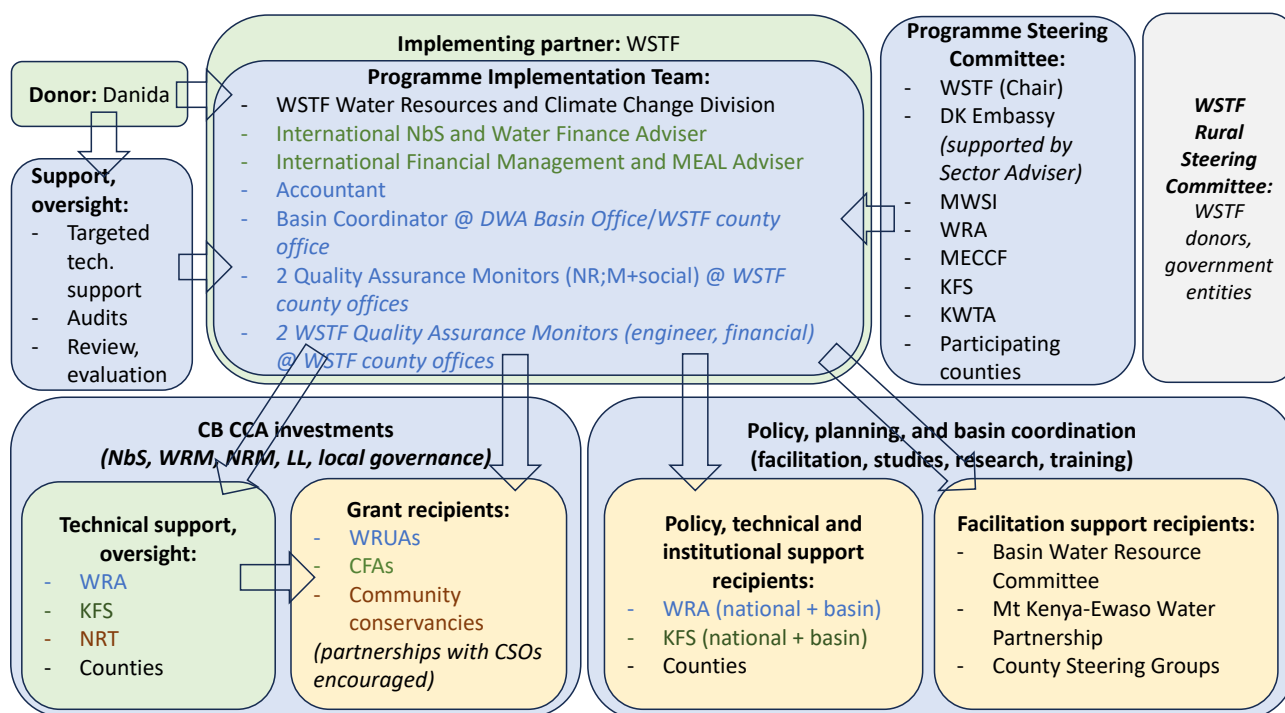 Donor: Danida
Support,
oversight:
- Targeted
tech.
support
- Audits
- Review,
evaluation
Implementing partner: WSTF
Programme Implementation Team:
- WSTF Water Resources and Climate Change Division
- International NbS and Water Finance Adviser
- International Financial Management and MEAL Adviser
- Accountant
- Basin Coordinator @ DWA Basin Office/WSTF county
office
- 2 Quality Assurance Monitors (NR;M+social) @ WSTF
county offices
- 2 WSTF Quality Assurance Monitors (engineer, financial)
@ WSTF county offices
Programme Steering
Committee:
- WSTF (Chair)
- DK Embassy
(supported by
Sector Adviser)
- MWSI
- WRA
- MECCF
- KFS
- KWTA
- Participating
counties
WSTF
Rural
Steering
Committee:
WSTF
donors,
government
entities
CB CCA investments
(NbS, WRM, NRM, LL, local governance)
Technical support,
oversight:
- WRA
- KFS
- NRT
- Counties
Grant recipients:
- WRUAs
- CFAs
- Community
conservancies
(partnerships with CSOs
encouraged)
Policy, planning, and basin coordination
(facilitation, studies, research, training)
Policy, technical and
institutional support
recipients:
- WRA (national + basin)
- KFS (national + basin)
- Counties
Facilitation support recipients:
- Basin Water Resource
Committee
- Mt Kenya-Ewaso Water
Partnership
- County Steering Groups